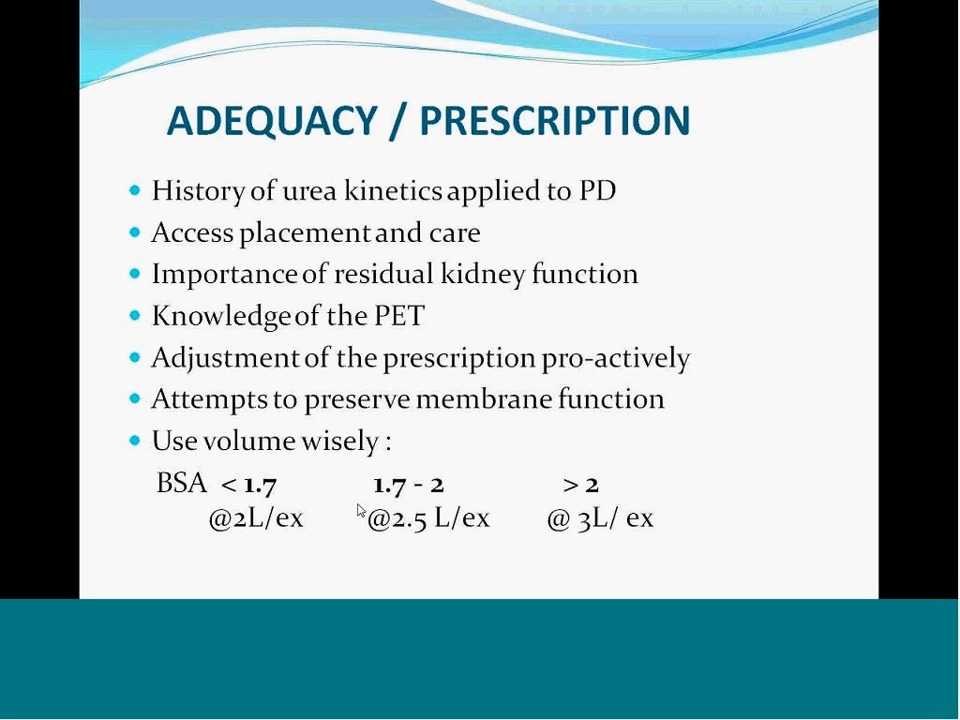 ADEQUACY / PRESCRIPTION
• History of urea kinetics applied to PD
• Access placement and care
• Importance of residual kidney function
• Knowledge of the PET
• Adjustment of the prescription pro-actively
• Attempts to preserve membrane function
• Use volume wisely :
BSA < 1.7 1.7 - 2 > 2
@2L/ex @2.5 L/ex @ 3L/ ex